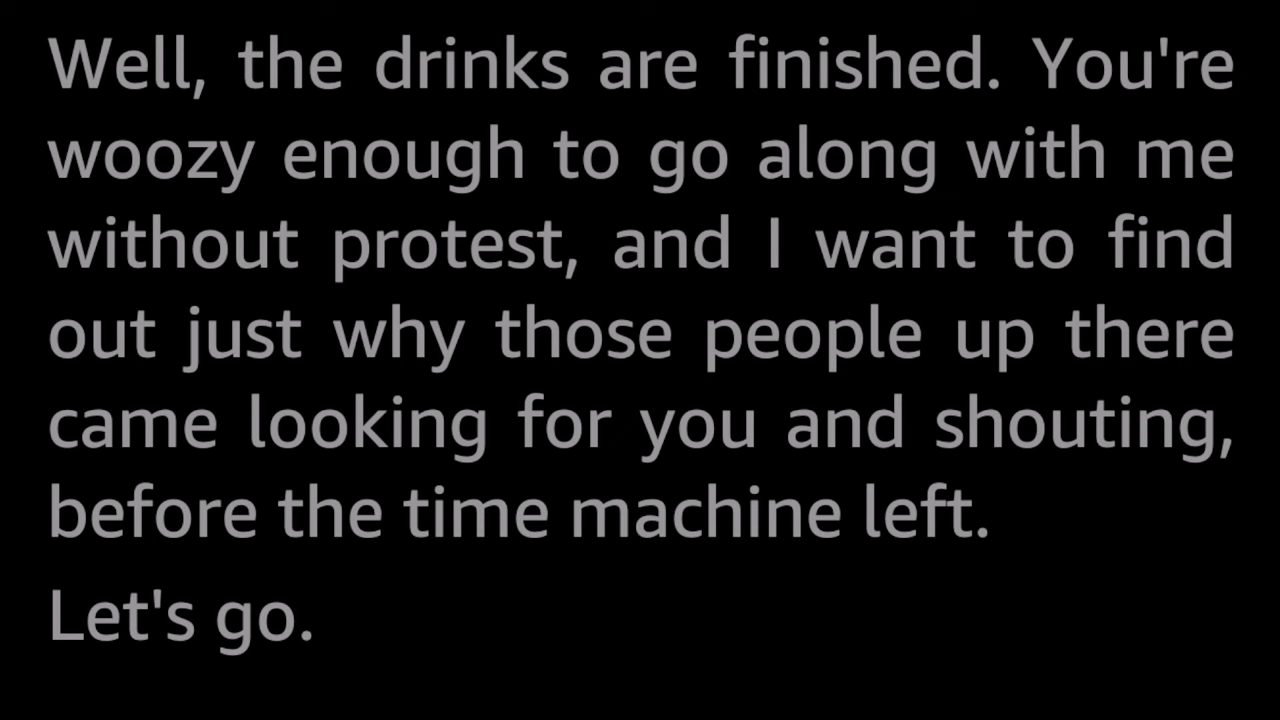 Well, the drinks are finished. You're
woozy enough to go along with me
without protest, and I want to find
out just why those people up there
came looking for you and shouting,
before the time machine left.
Let's go.